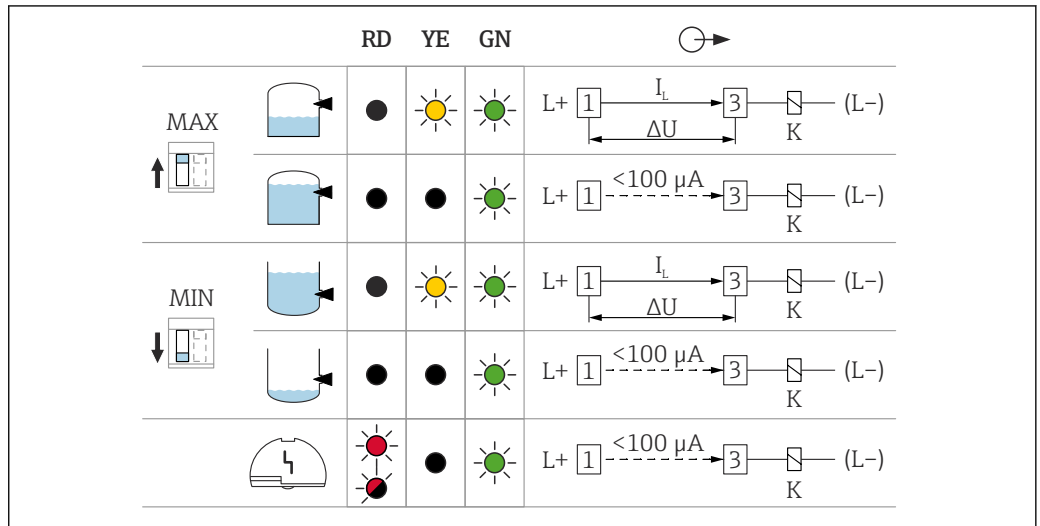 RD YE GN
MAX
L+ 1 I_L 3 (L−)
ΔU K
L+ 1 <100 µA 3 (L−)
K
MIN
L+ 1 I_L 3 (L−)
ΔU K
L+ 1 <100 µA 3 (L−)
K
L+ 1 <100 µA 3 (L−)
K